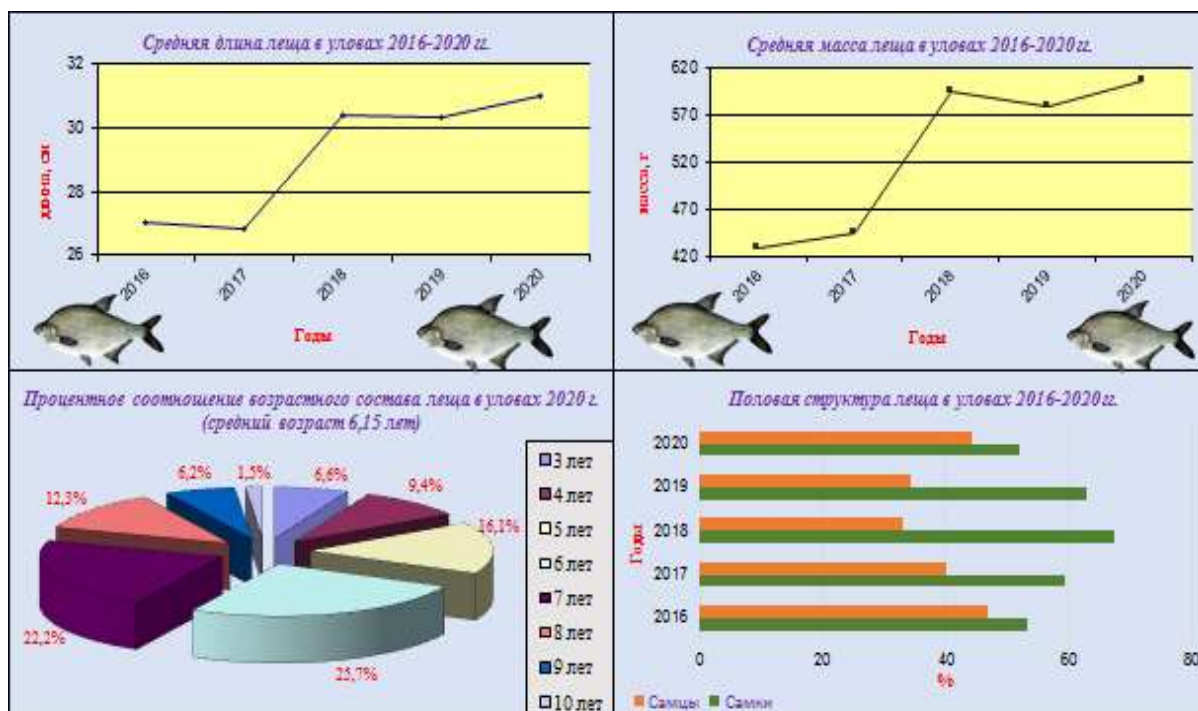 Средняя длина леща в уловах 2016-2020 гг.
32
30
28
26
длина, см
2016
2017
2018
2019
2020
Годы
Средняя масса леща в уловах 2016-2020 гг.
620
570
520
470
420
масса, г
2016
2017
2018
2019
2020
Годы
Процентное соотношение возрастного состава леща в уловах 2020 г.
(средний возраст 6,15 лет)
6,2%
1,5%
6,6%
9,4%
12,3%
16,1%
22,2%
25,7%
3 лет
4 лет
5 лет
6 лет
7 лет
8 лет
9 лет
10 лет
Половая структура леща в уловах 2016-2020 гг.
2020
2019
2018
2017
2016
Годы
0
20
40
60
80
%
Самцы
Самки